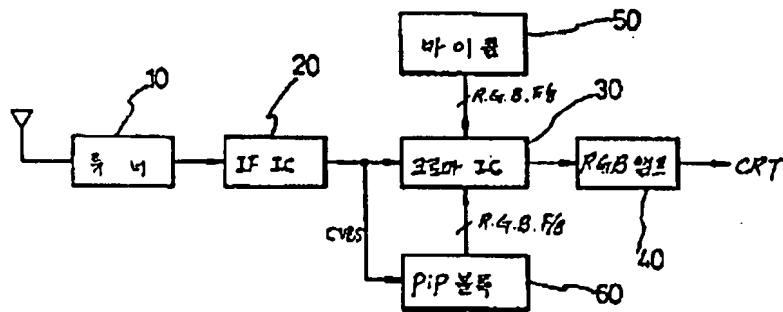 50
바이콤
10
20
R.G.B. F/B
30
튜너
IF IC
크로마 IC
RGB 앰프
CRT
CVBS
R.G.B. F/B
40
PiP 블록
60